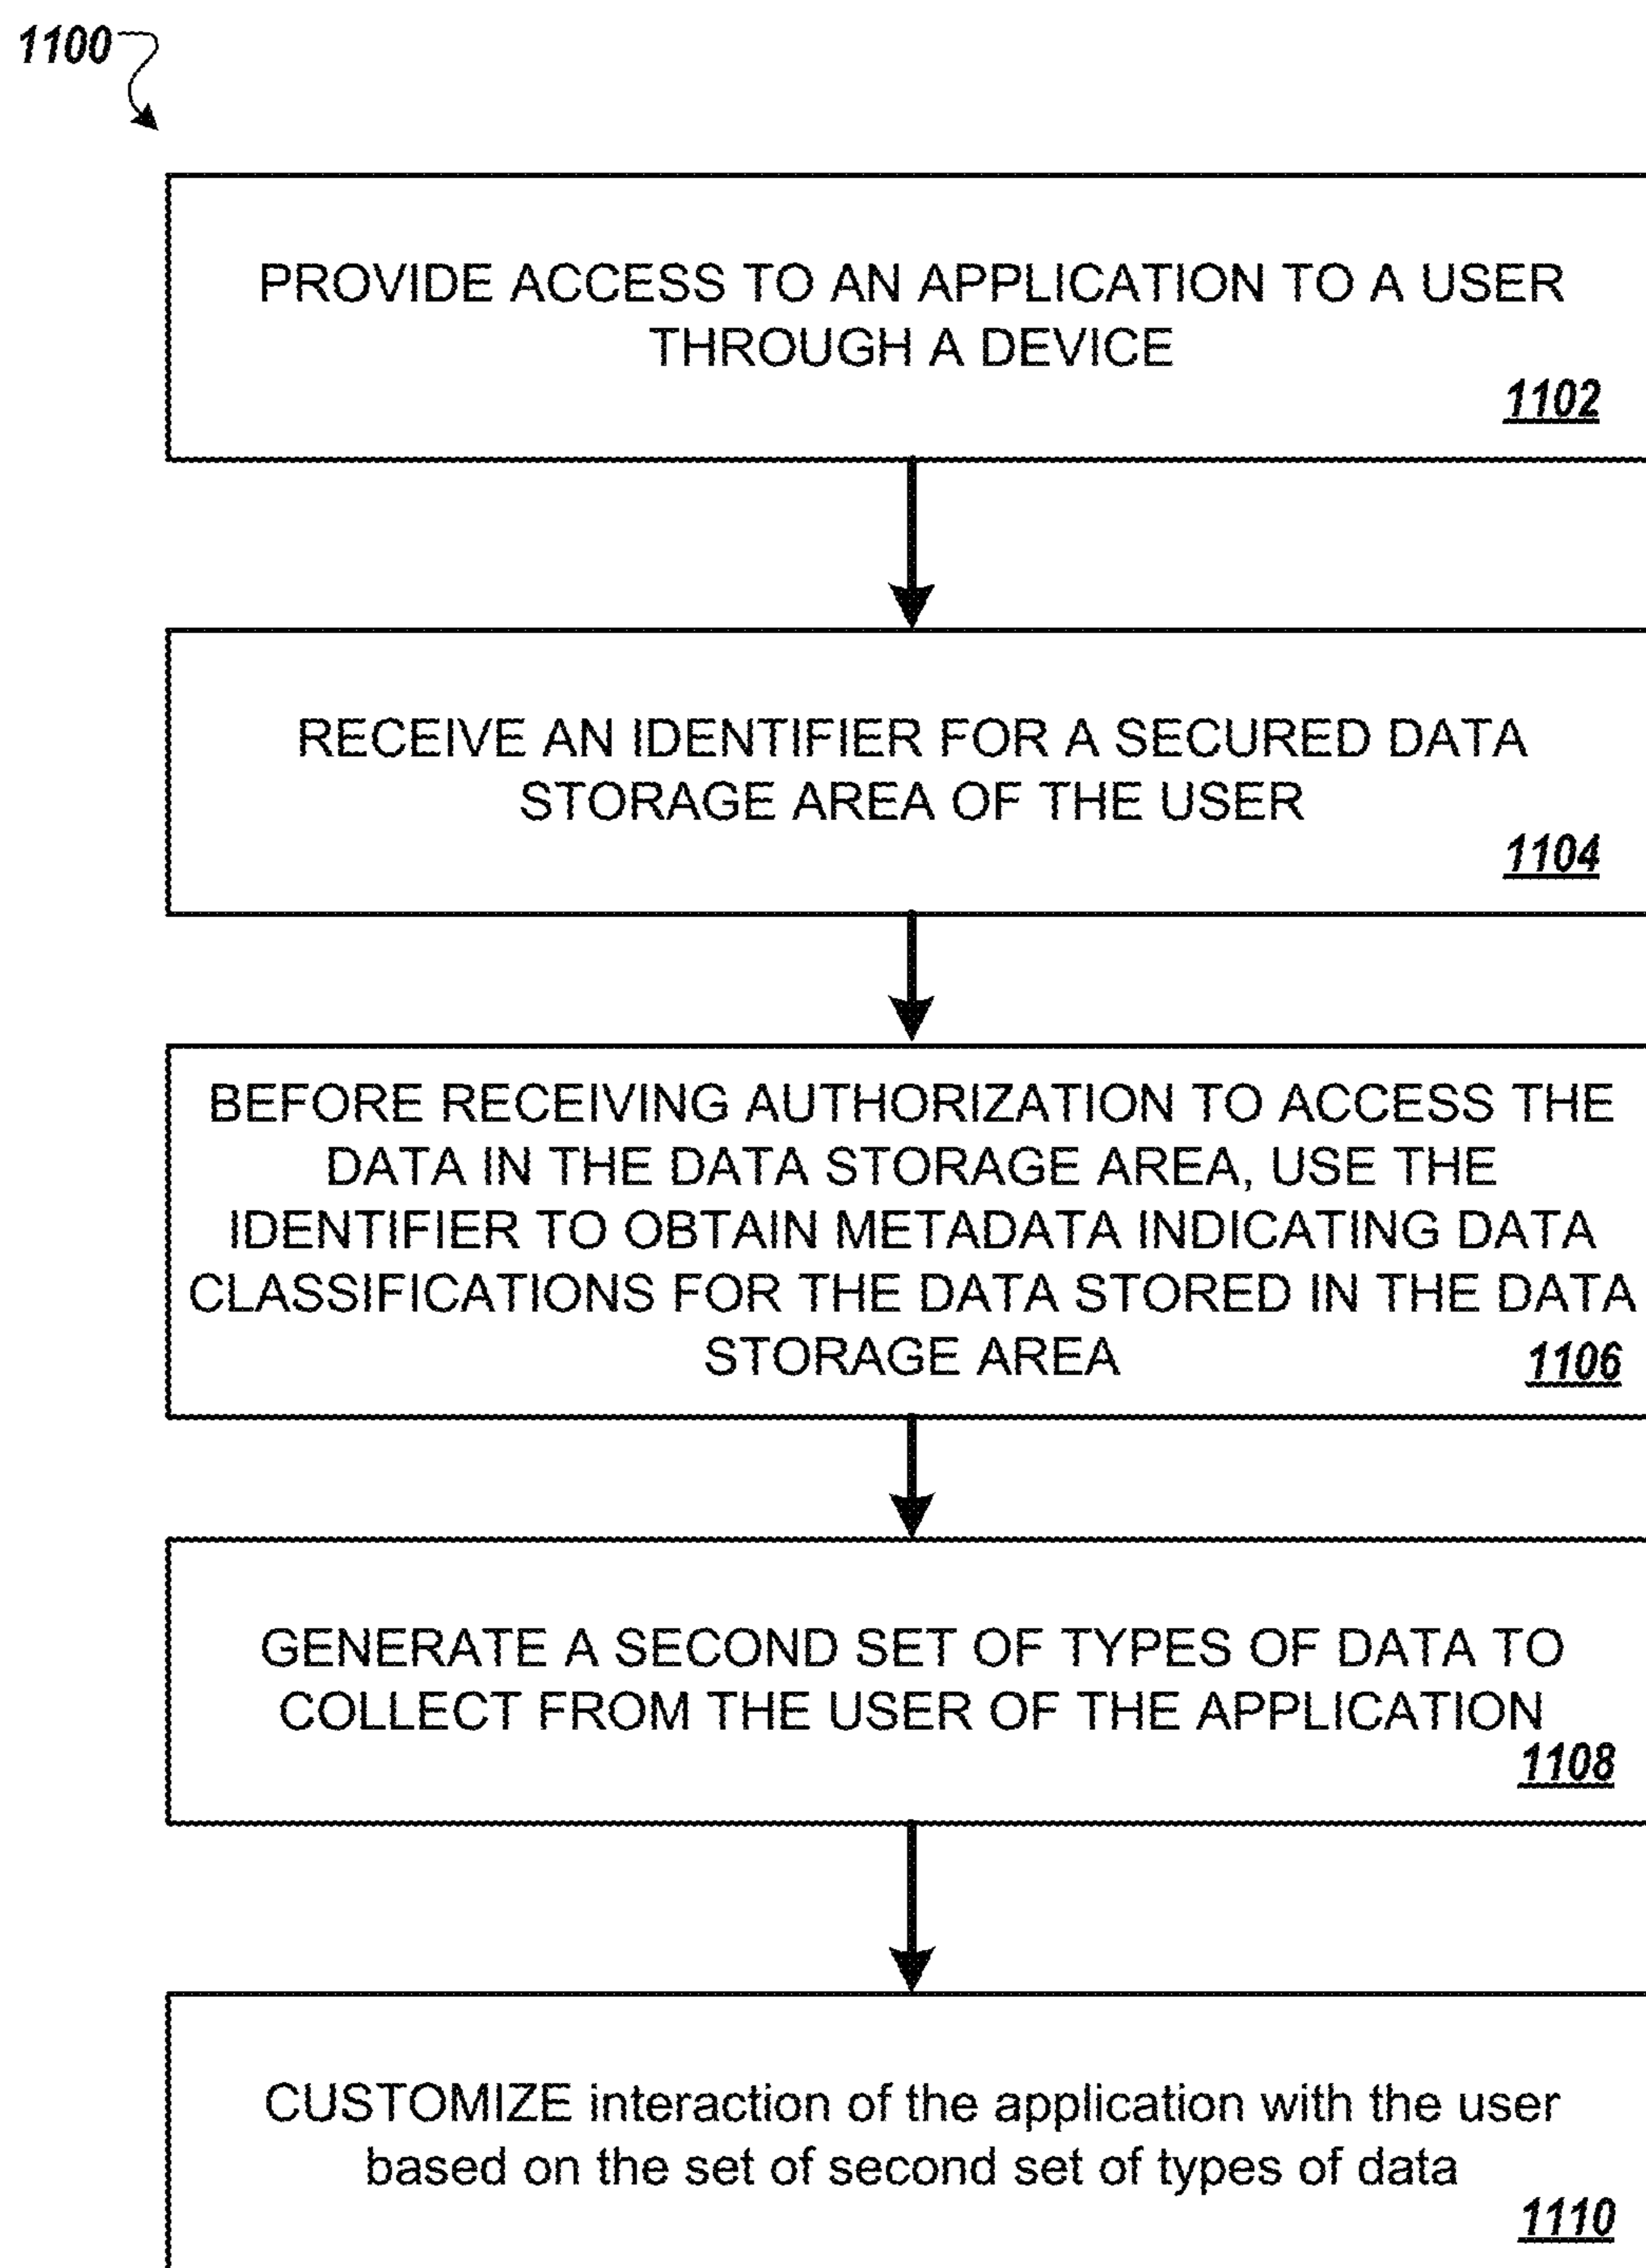 1100
PROVIDE ACCESS TO AN APPLICATION TO A USER
THROUGH A DEVICE
1102
RECEIVE AN IDENTIFIER FOR A SECURED DATA
STORAGE AREA OF THE USER
1104
BEFORE RECEIVING AUTHORIZATION TO ACCESS THE
DATA IN THE DATA STORAGE AREA, USE THE
IDENTIFIER TO OBTAIN METADATA INDICATING DATA
CLASSIFICATIONS FOR THE DATA STORED IN THE DATA
STORAGE AREA
1106
GENERATE A SECOND SET OF TYPES OF DATA TO
COLLECT FROM THE USER OF THE APPLICATION
1108
CUSTOMIZE interaction of the application with the user
based on the set of second set of types of data
1110